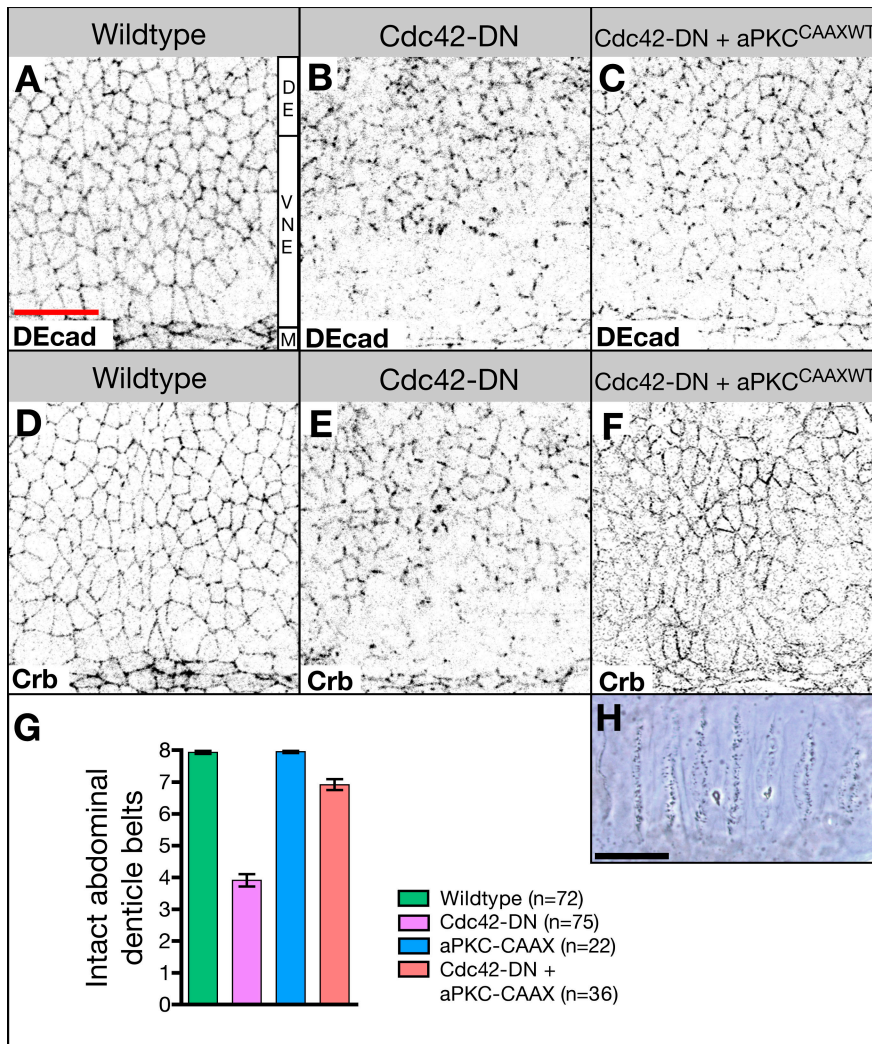 Wildtype
Cdc42-DN
Cdc42-DN + aPKCCAAXWT
A
B
C
D
E
V
N
E
M
DEcad
DEcad
DEcad
Wildtype
Cdc42-DN
Cdc42-DN + aPKCCAAXWT
D
E
F
Crb
Crb
Crb
G
H
Intact abdominal
denticle belts
8
7
6
5
4
3
2
1
0
Wildtype (n=72)
Cdc42-DN (n=75)
aPKC-CAAX (n=22)
Cdc42-DN +
aPKC-CAAX (n=36)